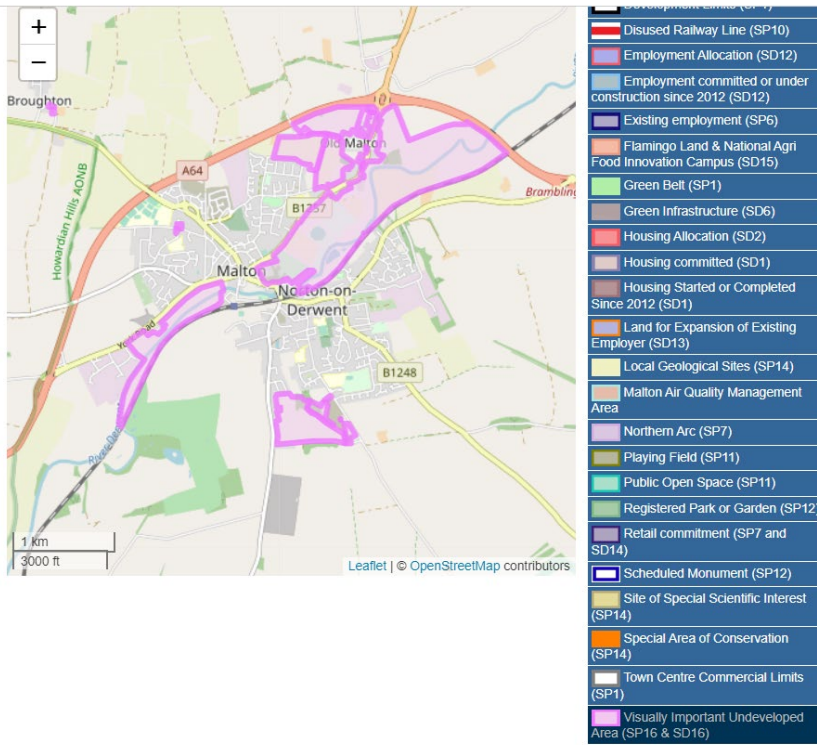 +
−
Broughton
A64
Old Malton
B1257
Howardian Hills AONB
Brambling
Malton
Norton-on-
Derwent
York Road
B1248
1 km
3000 ft
Leaflet | © OpenStreetMap contributors
Development Limits (SP1)
Disused Railway Line (SP10)
Employment Allocation (SD12)
Employment committed or under
construction since 2012 (SD12)
Existing employment (SP6)
Flamingo Land & National Agri
Food Innovation Campus (SD15)
Green Belt (SP1)
Green Infrastructure (SD6)
Housing Allocation (SD2)
Housing committed (SD1)
Housing Started or Completed
Since 2012 (SD1)
Land for Expansion of Existing
Employer (SD13)
Local Geological Sites (SP14)
Malton Air Quality Management
Area
Northern Arc (SP7)
Playing Field (SP11)
Public Open Space (SP11)
Registered Park or Garden (SP12)
Retail commitment (SP7 and
SD14)
Scheduled Monument (SP12)
Site of Special Scientific Interest
(SP14)
Special Area of Conservation
(SP14)
Town Centre Commercial Limits
(SP1)
Visually Important Undeveloped
Area (SP16 & SD16)